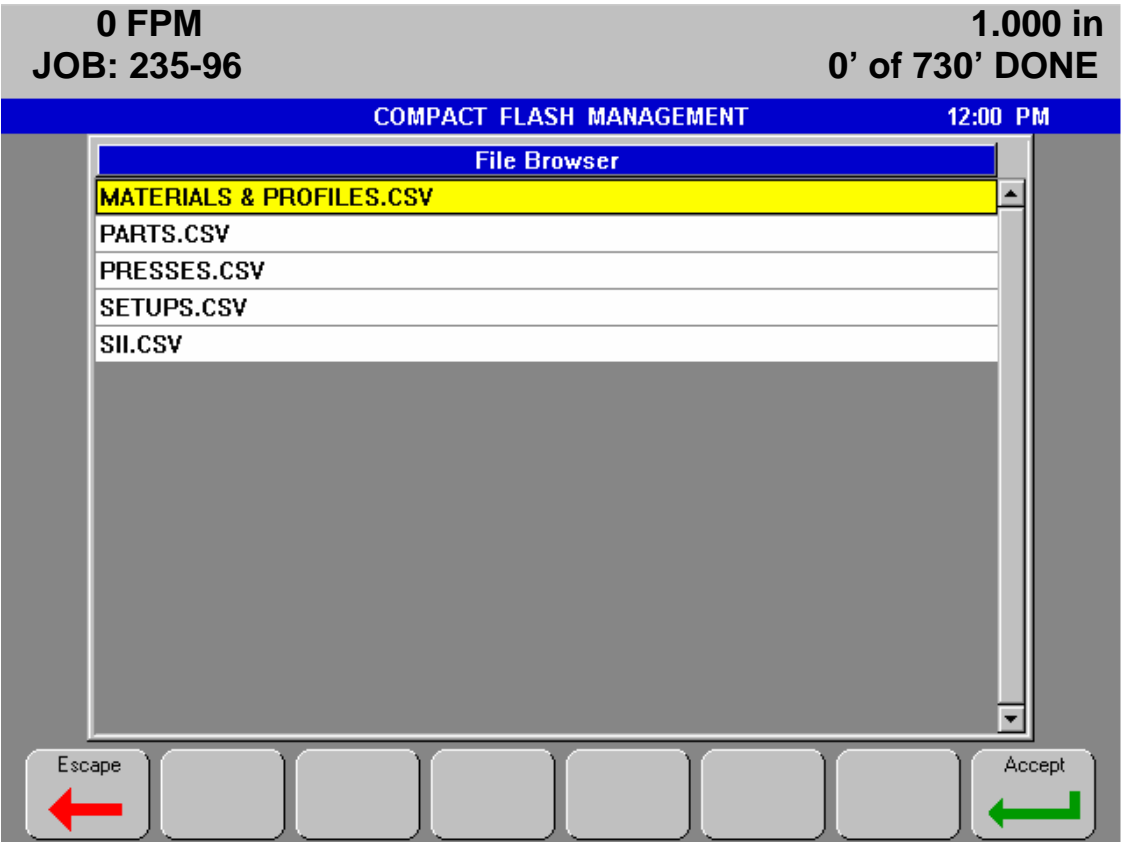 0 FPM 1.000 in
JOB: 235-96 0’ of 730’ DONE
COMPACT FLASH MANAGEMENT 12:00 PM
File Browser
MATERIALS & PROFILES.CSV
PARTS.CSV
PRESSES.CSV
SETUPS.CSV
SII.CSV
Escape Accept